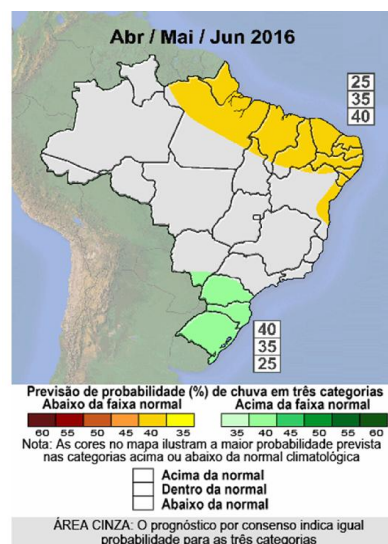 Abr / Mai / Jun 2016
25
35
40
40
35
25
Previsão de probabilidade (%) de chuva em três categorias
Abaixo da faixa normal Acima da faixa normal
60 55 50 45 40 35 35 40 45 50 55 60
Nota: As cores no mapa ilustram a maior probabilidade prevista
nas categorias acima ou abaixo da normal climatológica
Acima da normal
Dentro da normal
Abaixo da normal
ÁREA CINZA: O prognóstico por consenso indica igual
probabilidade para as três categorias